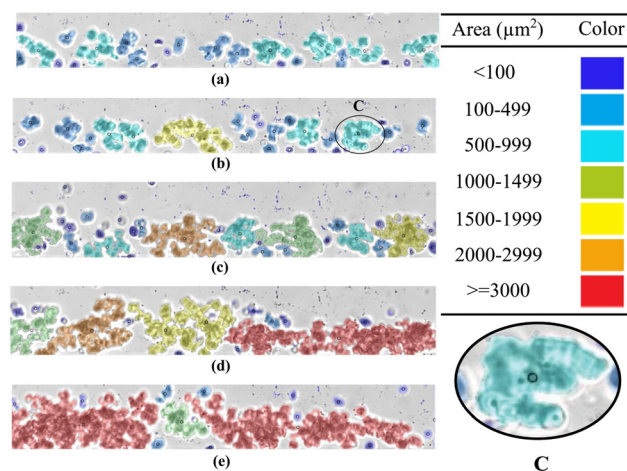 (a)
C
(b)
(c)
(d)
(e)
Area (µm²) Color
<100
100-499
500-999
1000-1499
1500-1999
2000-2999
>=3000
C